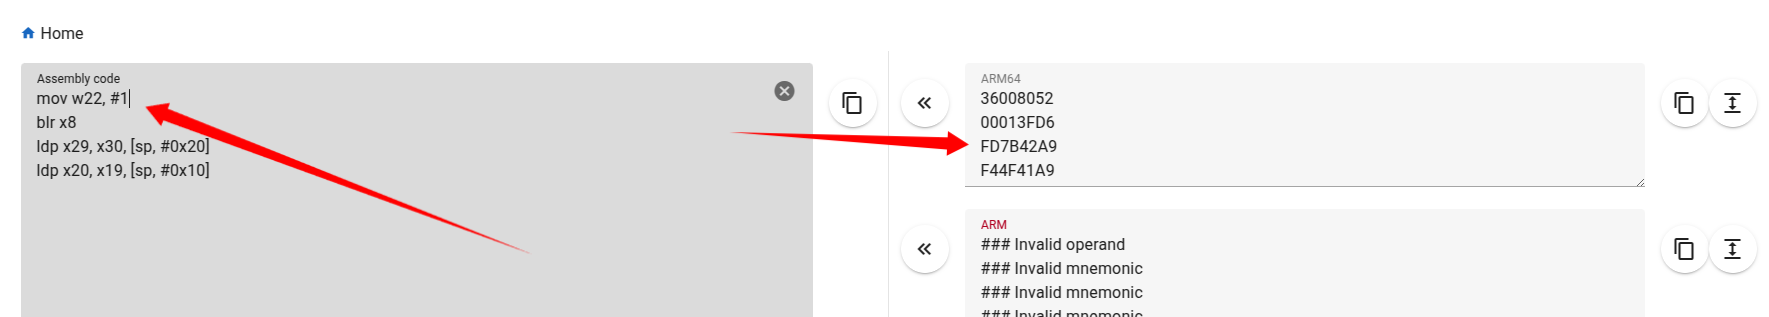 Home
Assembly code
mov w22, #1
blr x8
ldp x29, x30, [sp, #0x20]
ldp x20, x19, [sp, #0x10]
ARM64
36008052
00013FD6
FD7B42A9
F44F41A9
ARM
### Invalid operand
### Invalid mnemonic
### Invalid mnemonic
### Invalid mnemonic